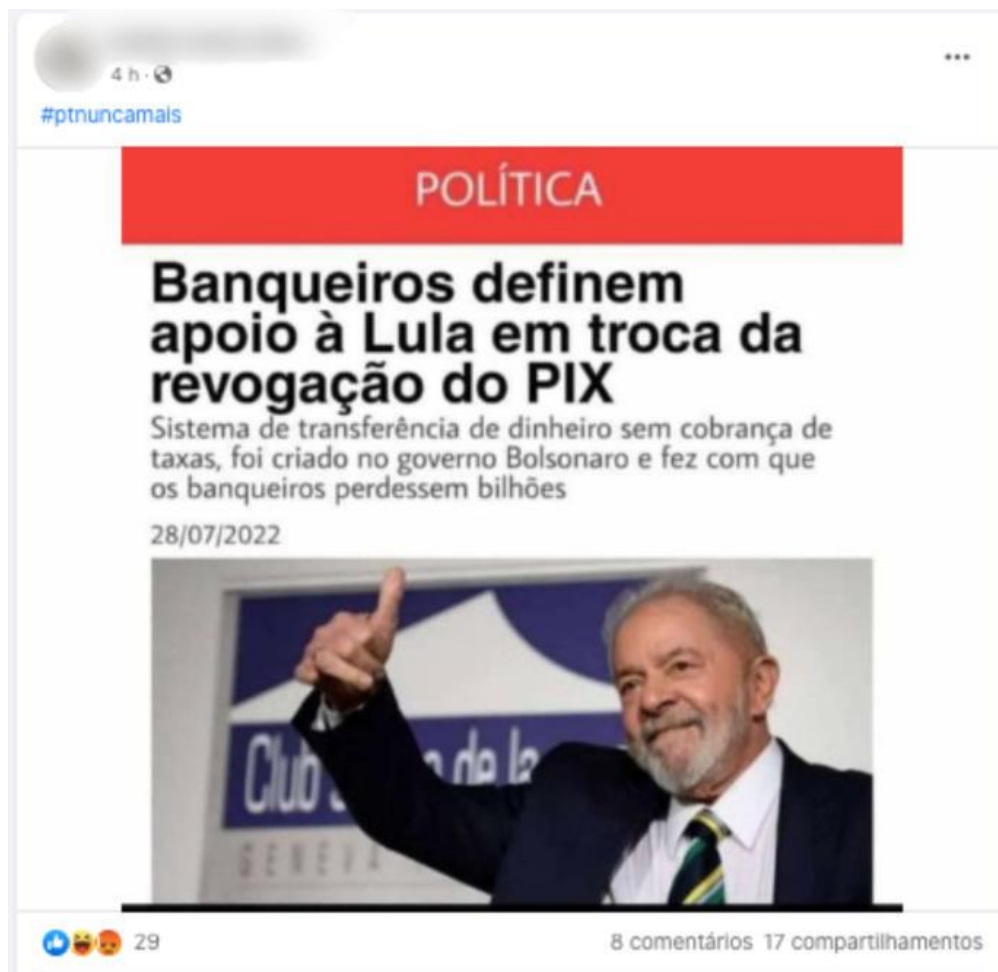 4 h ·
#ptnuncamais
POLÍTICA
Banqueiros definem
apoio à Lula em troca da
revogação do PIX
Sistema de transferência de dinheiro sem cobrança de
taxas, foi criado no governo Bolsonaro e fez com que
os banqueiros perdessem bilhões
28/07/2022
Club de la
29
8 comentários 17 compartilhamentos